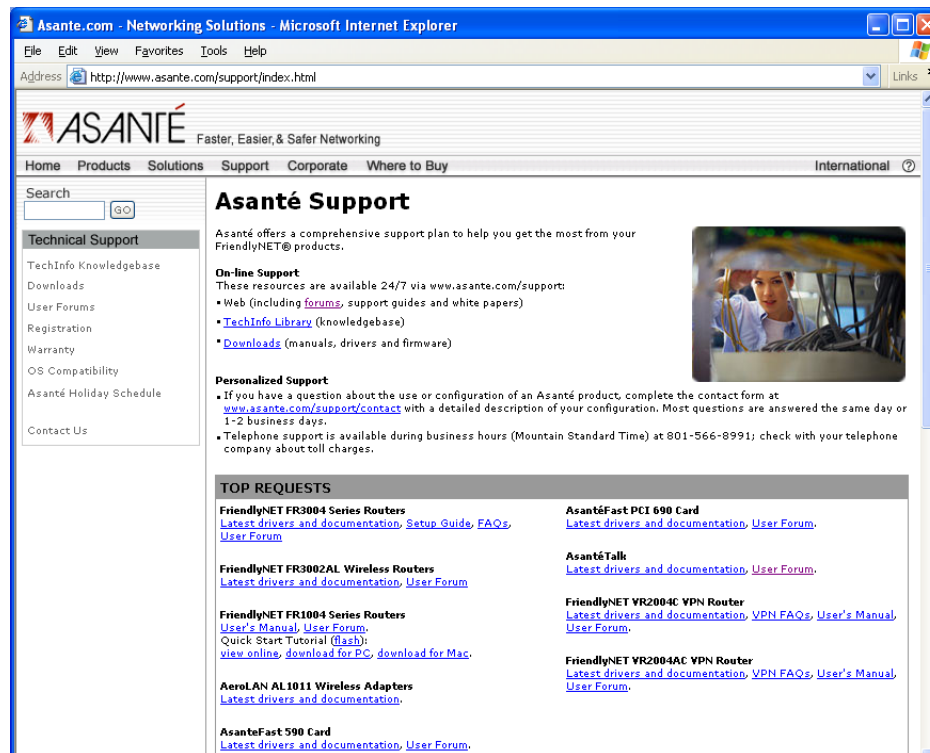 Asante.com - Networking Solutions - Microsoft Internet Explorer
File Edit View Favorites Tools Help
Address http://www.asante.com/support/index.html Links
ASANTÉ Faster, Easier, & Safer Networking
Home Products Solutions Support Corporate Where to Buy International ?
Search
GO
Technical Support
TechInfo Knowledgebase
Downloads
User Forums
Registration
Warranty
OS Compatibility
Asanté Holiday Schedule
Contact Us
Asanté Support
Asanté offers a comprehensive support plan to help you get the most from your
FriendlyNET® products.
On-line Support
These resources are available 24/7 via www.asante.com/support:
▪ Web (including forums, support guides and white papers)
▪ TechInfo Library (knowledgebase)
▪ Downloads (manuals, drivers and firmware)
Personalized Support
▪ If you have a question about the use or configuration of an Asanté product, complete the contact form at
www.asante.com/support/contact with a detailed description of your configuration. Most questions are answered the same day or
1-2 business days.
▪ Telephone support is available during business hours (Mountain Standard Time) at 801-566-8991; check with your telephone
company about toll charges.
TOP REQUESTS
FriendlyNET FR3004 Series Routers
Latest drivers and documentation, Setup Guide, FAQs,
User Forum
FriendlyNET FR3002AL Wireless Routers
Latest drivers and documentation, User Forum
FriendlyNET FR1004 Series Routers
User's Manual, User Forum.
Quick Start Tutorial (flash):
view online, download for PC, download for Mac.
AeroLAN AL1011 Wireless Adapters
Latest drivers and documentation.
AsanteFast 590 Card
Latest drivers and documentation, User Forum.
AsantéFast PCI 690 Card
Latest drivers and documentation, User Forum.
AsantéTalk
Latest drivers and documentation, User Forum.
FriendlyNET VR2004C VPN Router
Latest drivers and documentation, VPN FAQs, User's Manual,
User Forum.
FriendlyNET VR2004AC VPN Router
Latest drivers and documentation, VPN FAQs, User's Manual,
User Forum.